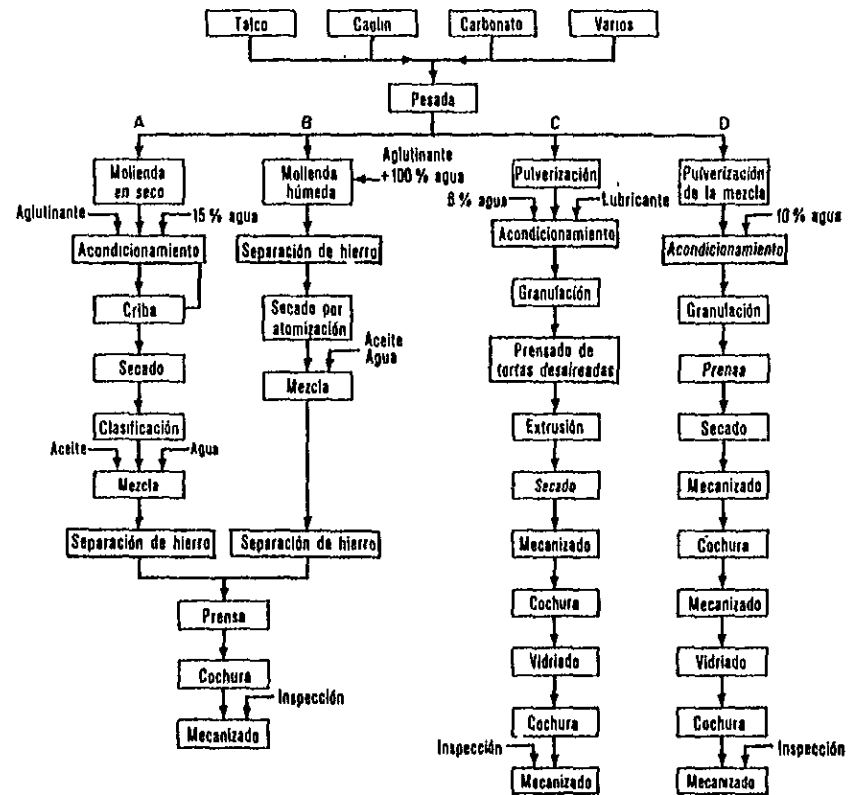 Talco
Caolín
Carbonato
Varios
Pesada
A
B
C
D
Molienda
en seco
Aglutinante
15 % agua
Acondicionamiento
Criba
Secado
Clasificación
Aceite
Agua
Mezcla
Separación de hierro
Molienda
húmeda
Aglutinante
+100 % agua
Separación de hierro
Secado por
atomización
Aceite
Agua
Mezcla
Separación de hierro
Prensa
Cochura
Inspección
Mecanizado
Pulverización
8 % agua
Lubricante
Acondicionamiento
Granulación
Prensado de
tortas desaireadas
Extrusión
Secado
Mecanizado
Cochura
Vidriado
Cochura
Inspección
Mecanizado
Pulverización
de la mezcla
10 % agua
Acondicionamiento
Granulación
Prensa
Secado
Mecanizado
Cochura
Mecanizado
Vidriado
Cochura
Inspección
Mecanizado